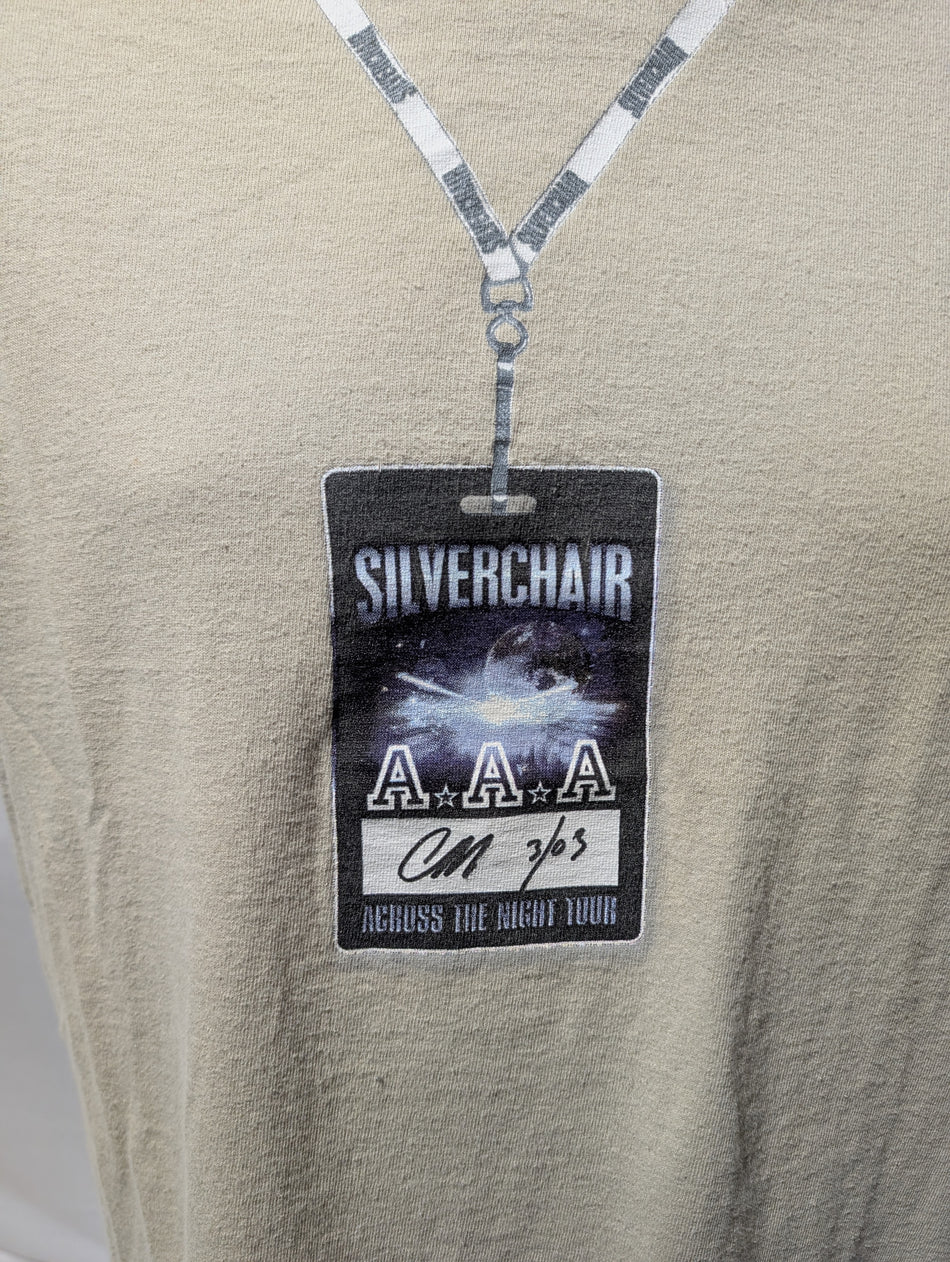 SILVERCHAIR
A☆A☆A
3/03
ACROSS THE NIGHT TOUR